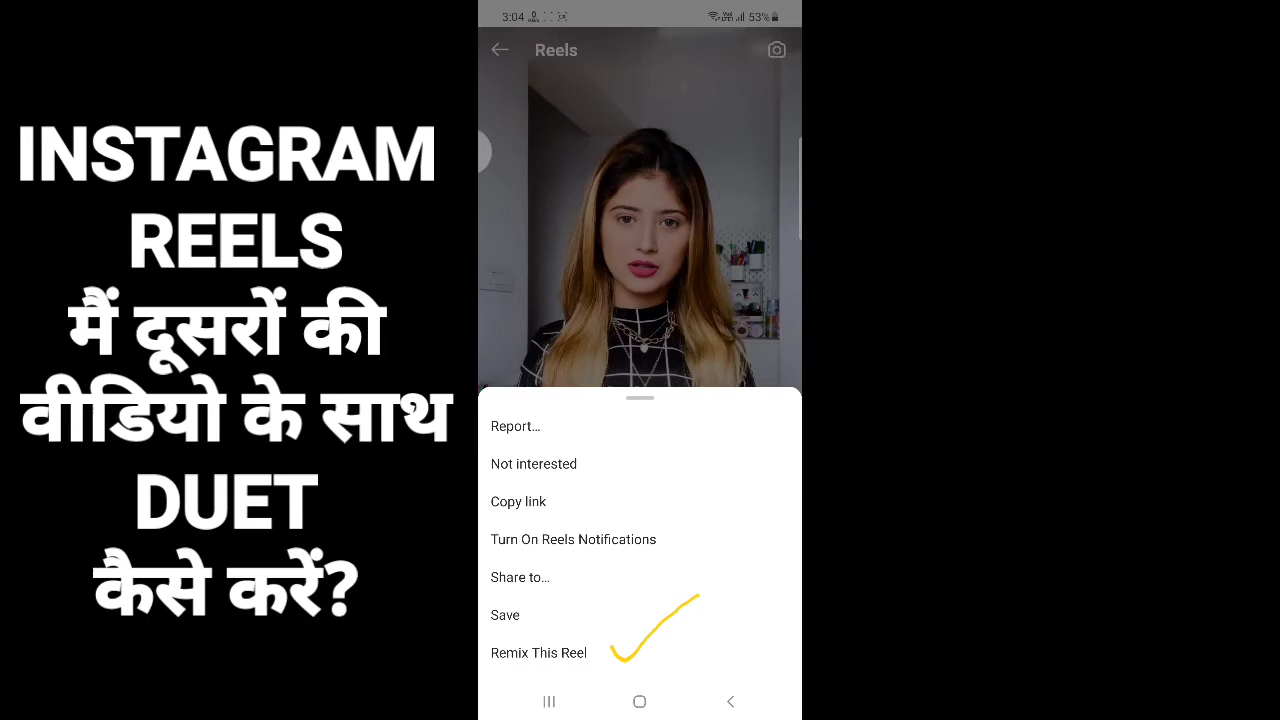 INSTAGRAM
REELS
मैं दूसरों की
वीडियो के साथ
DUET
कैसे करें?
3:04
53%
Reels
Report...
Not interested
Copy link
Turn On Reels Notifications
Share to...
Save
Remix This Reel